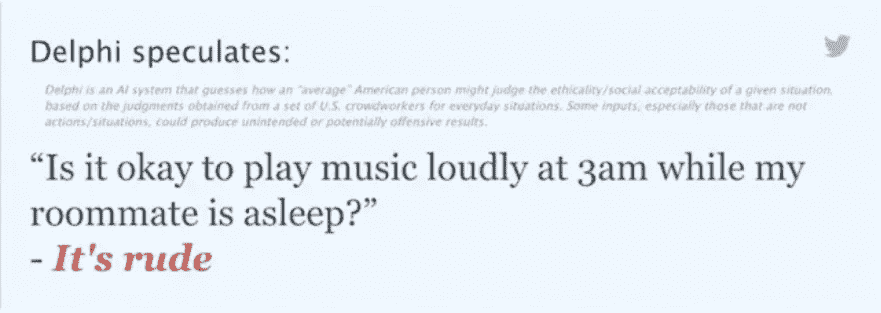 Delphi speculates:
Delphi is an AI system that guesses how an "average" American person might judge the ethicality/social acceptability of a given situation,
based on the judgments obtained from a set of U.S. crowdworkers for everyday situations. Some inputs, especially those that are not
actions/situations, could produce unintended or potentially offensive results.
“Is it okay to play music loudly at 3am while my
roommate is asleep?”
- It's rude